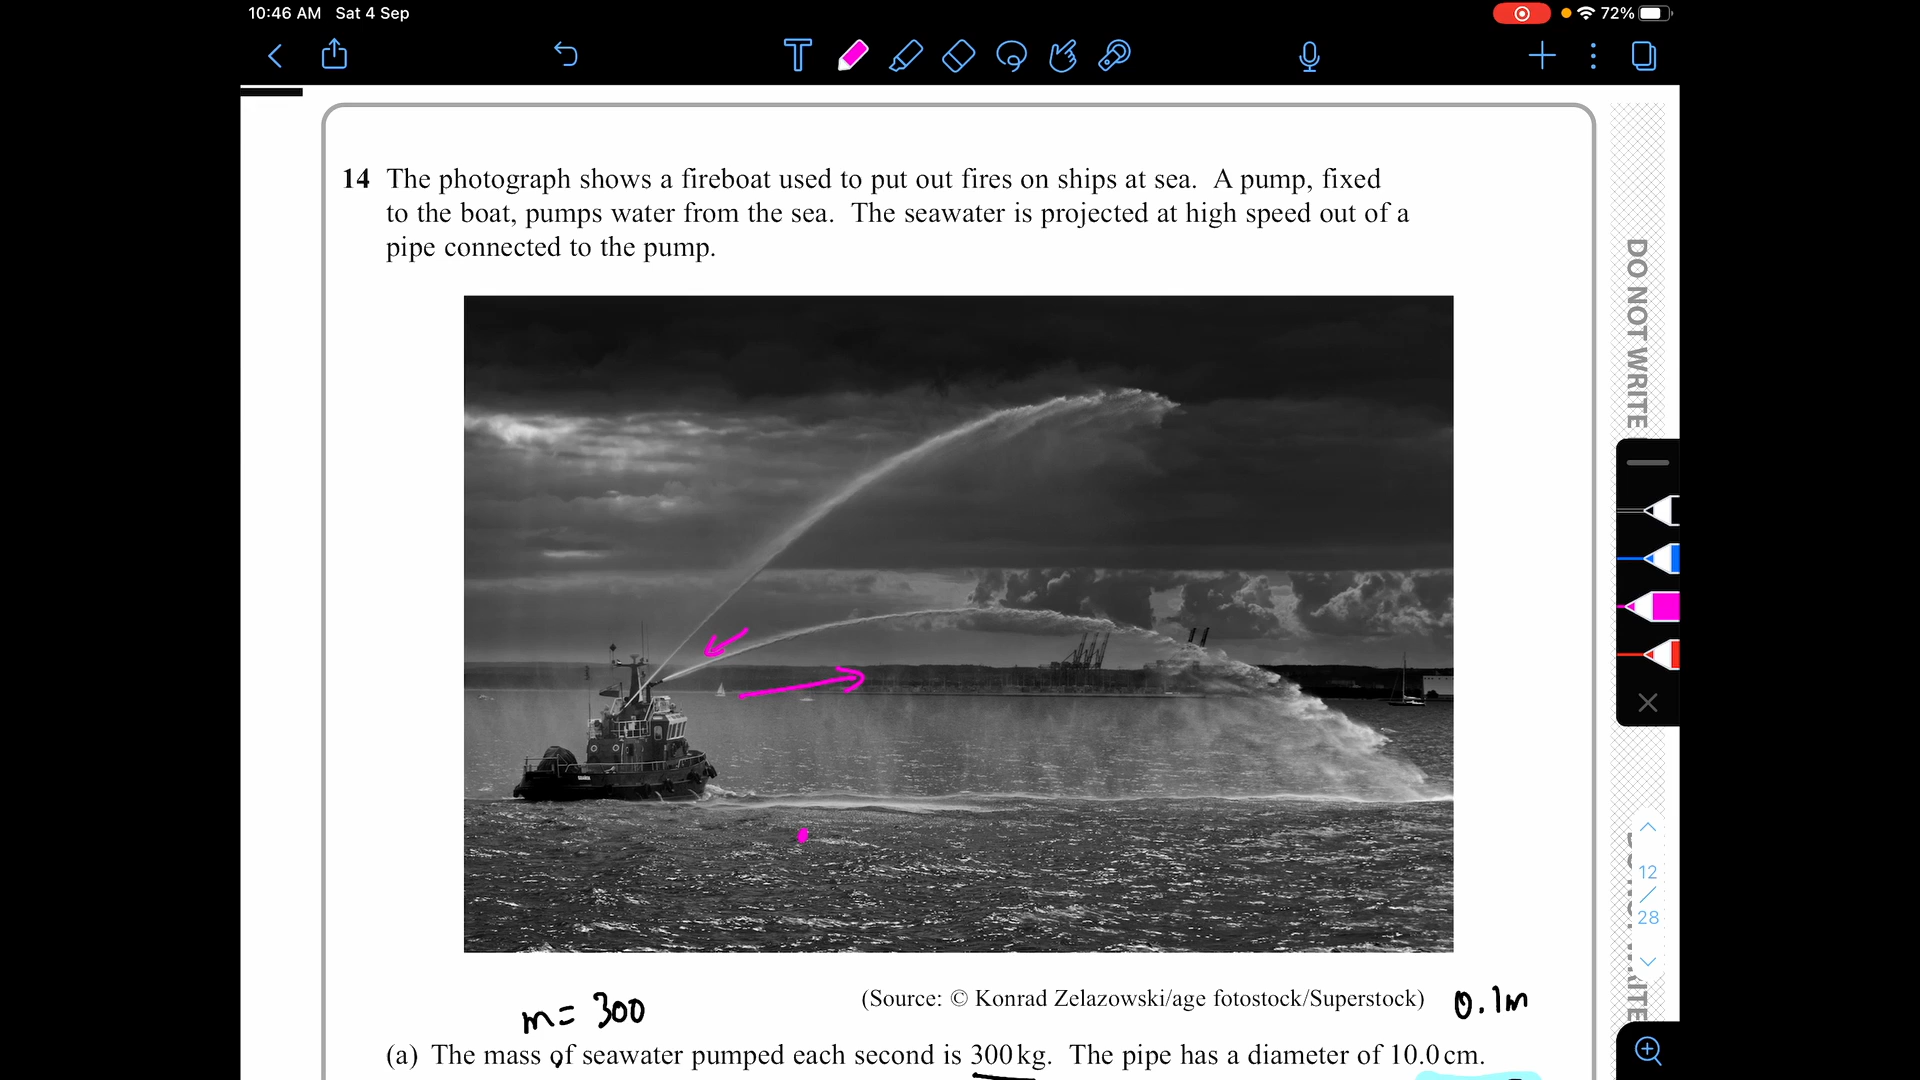 10:46 AM Sat 4 Sep
72%
14 The photograph shows a fireboat used to put out fires on ships at sea. A pump, fixed
to the boat, pumps water from the sea. The seawater is projected at high speed out of a
pipe connected to the pump.
DO NOT WRITE
12
/
28
(Source: © Konrad Zelazowski/age fotostock/Superstock)
0.1m
m= 300
(a) The mass of seawater pumped each second is 300 kg. The pipe has a diameter of 10.0 cm.